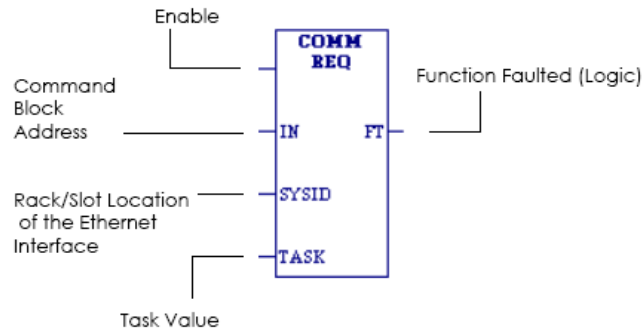 Enable
COMM
REQ
Function Faulted (Logic)
Command
Block
Address
IN
FT
Rack/Slot Location
of the Ethernet
Interface
SYSID
TASK
Task Value